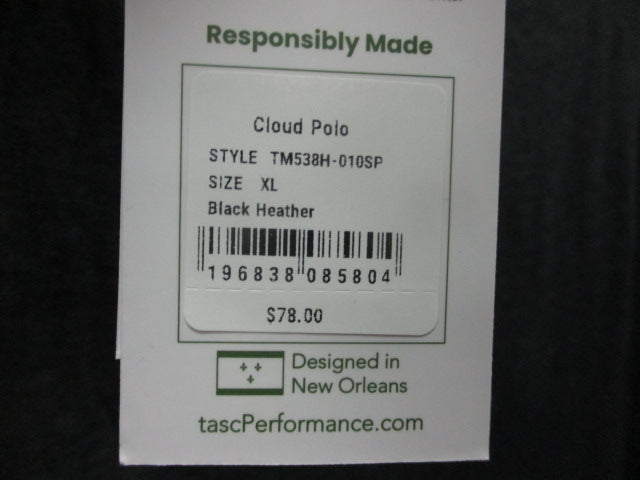 Responsibly Made
Cloud Polo
STYLE TM538H-010SP
SIZE XL
Black Heather
196838 085804
$78.00
Designed in
New Orleans
tascPerformance.com